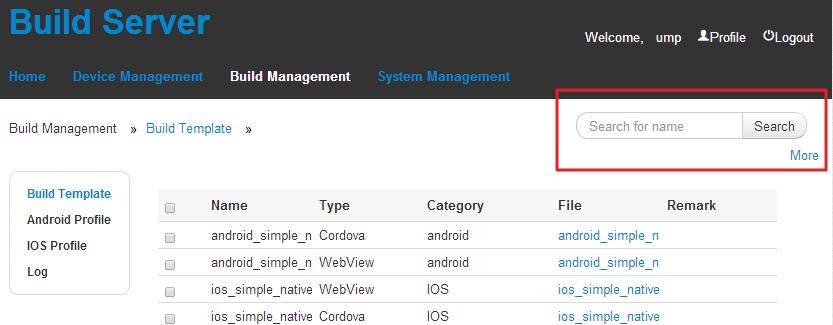 Build Server
Welcome, ump Profile Logout
Home Device Management Build Management System Management
Build Management » Build Template »
Search for name Search
More
Build Template
Android Profile
IOS Profile
Log
Name Type Category File Remark
android_simple_n Cordova android android_simple_n
android_simple_n WebView android android_simple_n
ios_simple_native WebView IOS ios_simple_native
ios_simple_native Cordova IOS ios_simple_native